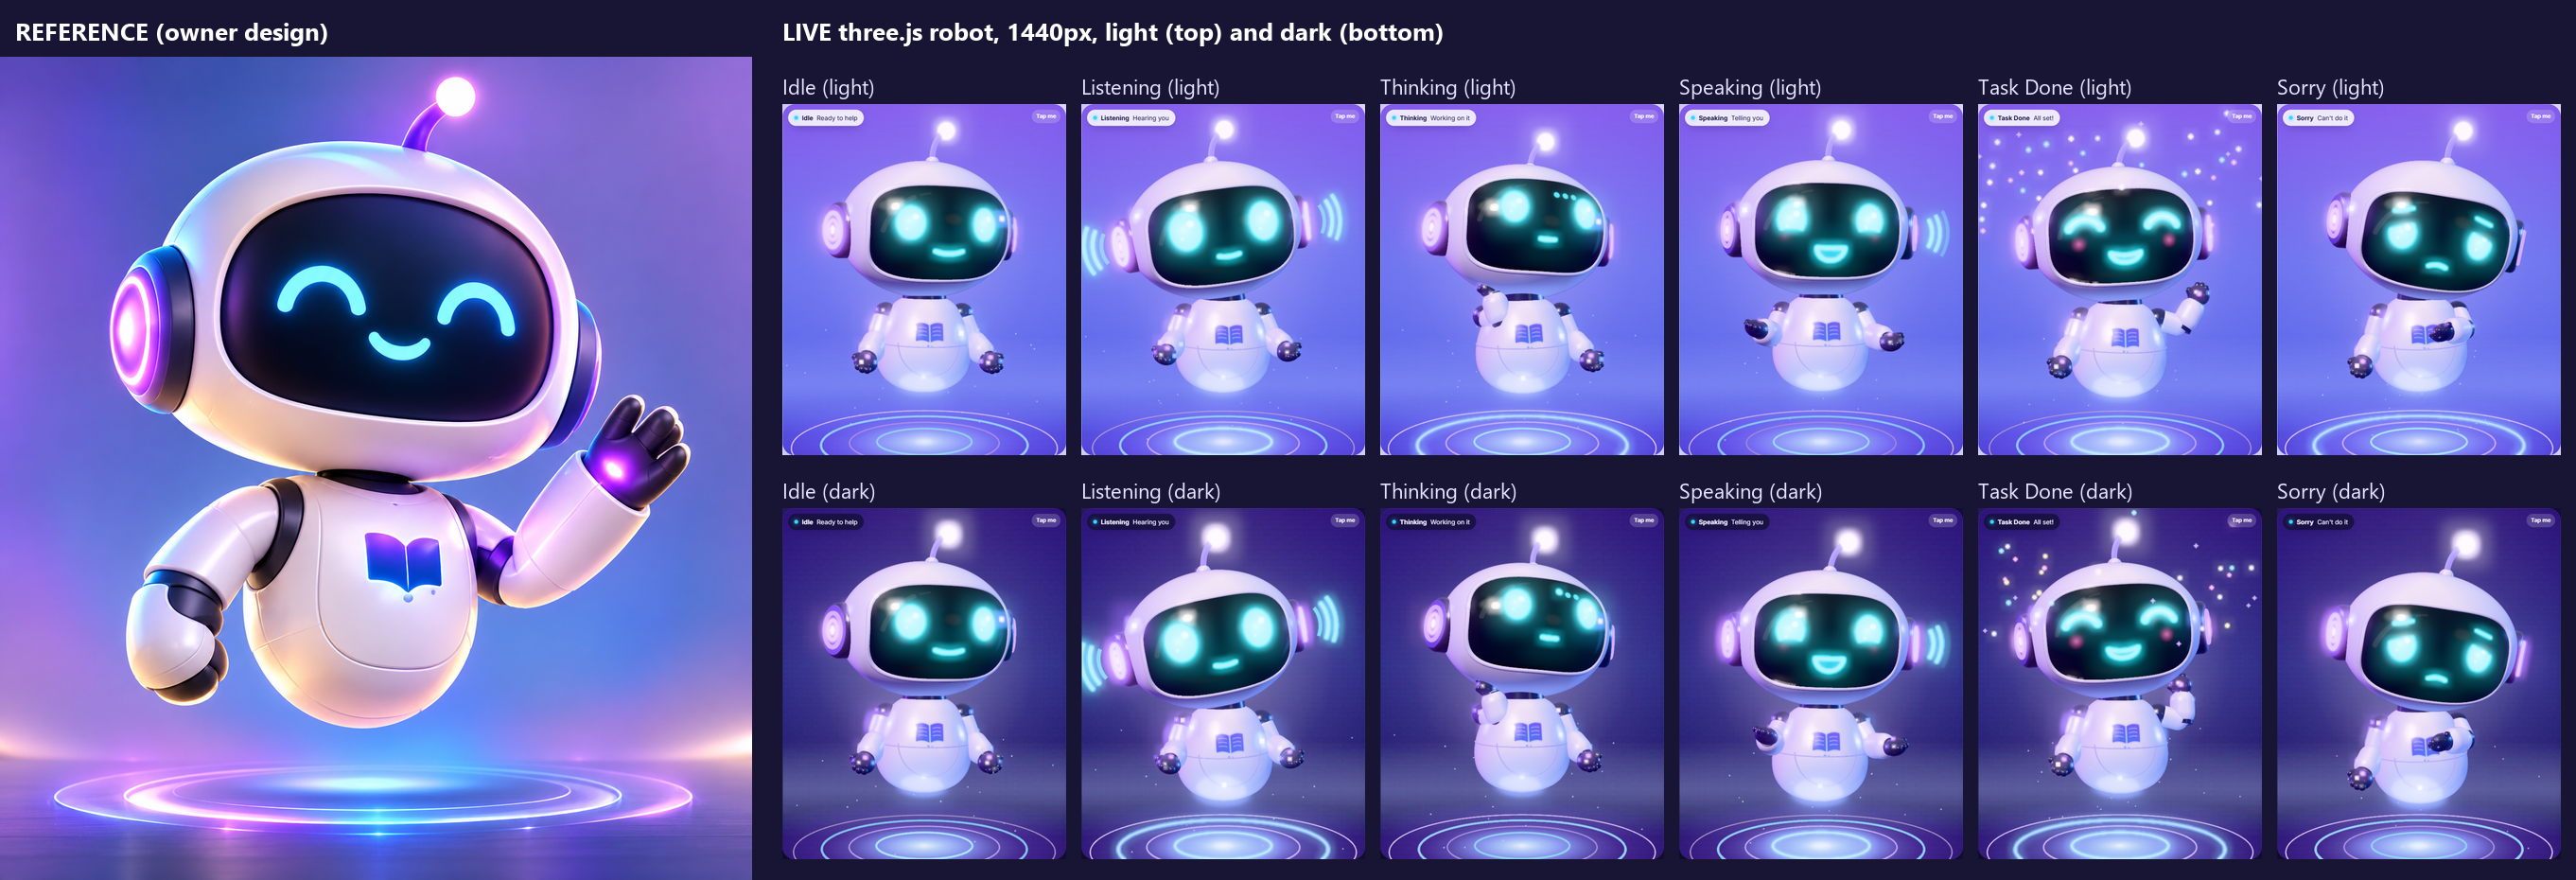 REFERENCE (owner design)
LIVE three.js robot, 1440px, light (top) and dark (bottom)
Idle (light)
Listening (light)
Thinking (light)
Speaking (light)
Task Done (light)
Sorry (light)
Idle Ready to help
Tap me
Listening Hearing you
Tap me
Thinking Working on it
Tap me
Speaking Telling you
Tap me
Task Done All set!
Tap me
Sorry Can't do it
Tap me
Idle (dark)
Listening (dark)
Thinking (dark)
Speaking (dark)
Task Done (dark)
Sorry (dark)
Idle Ready to help
Tap me
Listening Hearing you
Tap me
Thinking Working on it
Tap me
Speaking Telling you
Tap me
Task Done All set!
Tap me
Sorry Can't do it
Tap me